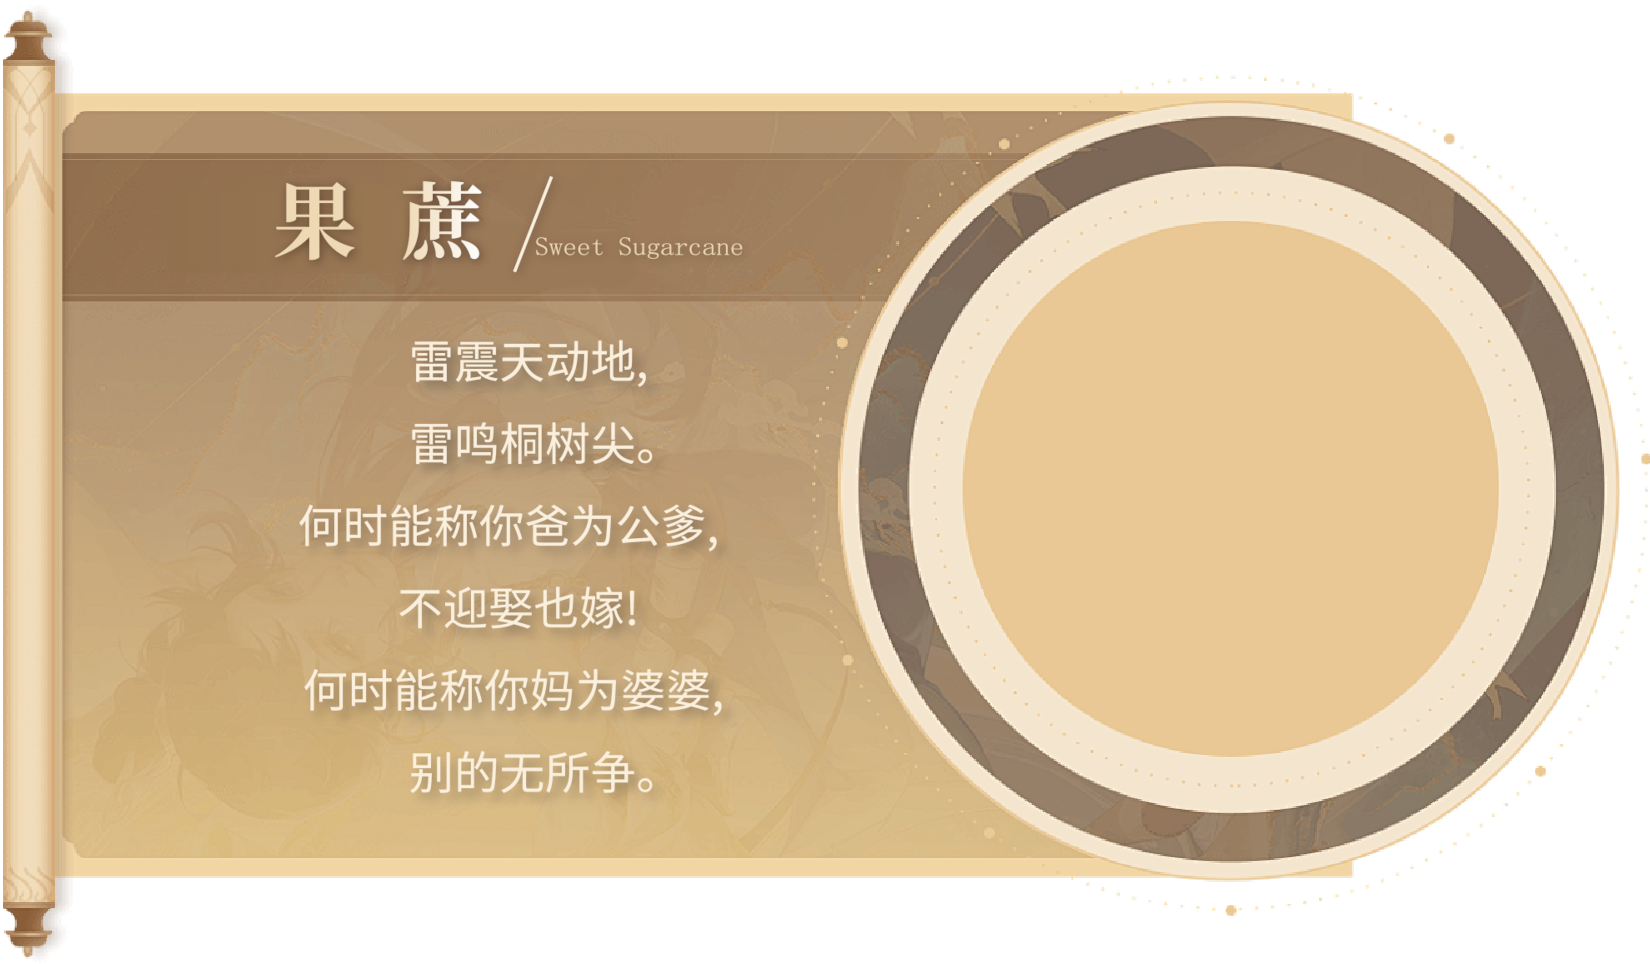 果 蔗
Sweet Sugarcane
雷震天动地,
雷鸣桐树尖。
何时能称你爸为公爹,
不迎娶也嫁!
何时能称你妈为婆婆,
别的无所争。